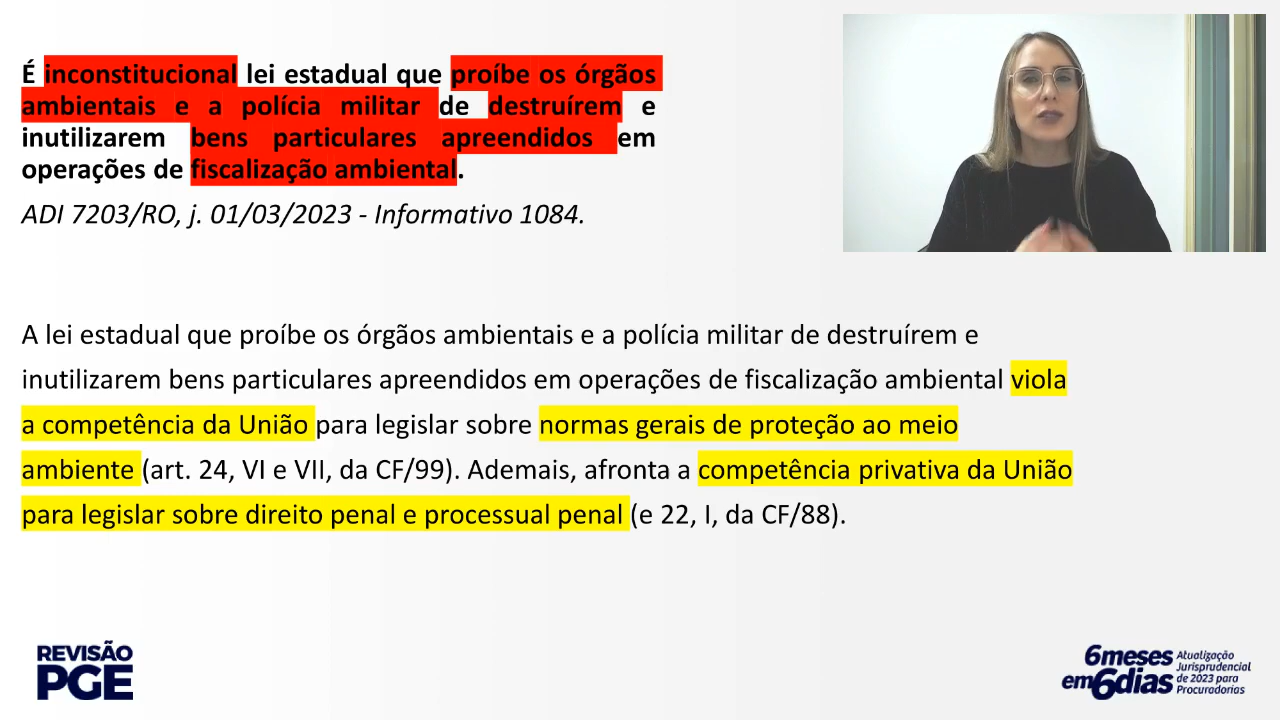 É inconstitucional lei estadual que proíbe os órgãos
ambientais e a polícia militar de destruírem e
inutilizarem bens particulares apreendidos em
operações de fiscalização ambiental.
ADI 7203/RO, j. 01/03/2023 - Informativo 1084.
A lei estadual que proíbe os órgãos ambientais e a polícia militar de destruírem e
inutilizarem bens particulares apreendidos em operações de fiscalização ambiental viola
a competência da União para legislar sobre normas gerais de proteção ao meio
ambiente (art. 24, VI e VII, da CF/99). Ademais, afronta a competência privativa da União
para legislar sobre direito penal e processual penal (e 22, I, da CF/88).
REVISÃO
PGE
6meses
em6dias
Atualização
Jurisprudencial
de 2023 para
Procuradorias